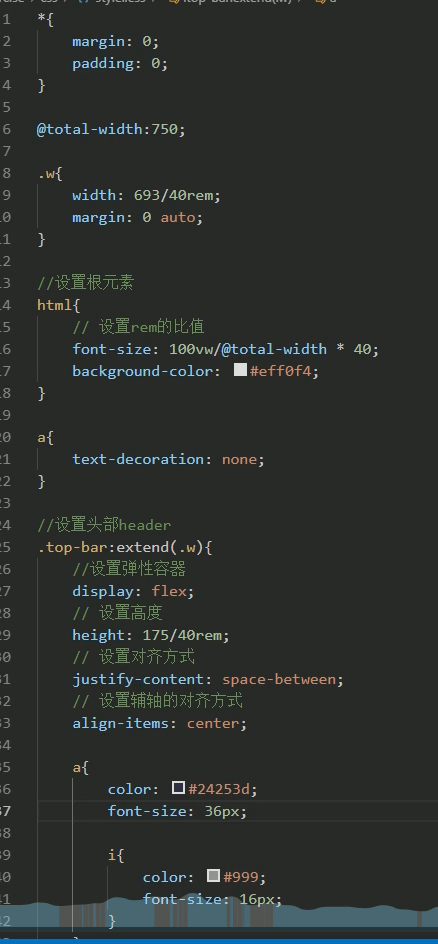 1 *{
2 margin: 0;
3 padding: 0;
4 }
5
6 @total-width:750;
7
8 .w{
9 width: 693/40rem;
10 margin: 0 auto;
11 }
12
13 //设置根元素
14 html{
15 // 设置rem的比值
16 font-size: 100vw/@total-width * 40;
17 background-color: #eff0f4;
18 }
19
20 a{
21 text-decoration: none;
22 }
23
24 //设置头部header
25 .top-bar:extend(.w){
26 //设置弹性容器
27 display: flex;
28 // 设置高度
29 height: 175/40rem;
30 // 设置对齐方式
31 justify-content: space-between;
32 // 设置辅轴的对齐方式
33 align-items: center;
34
35 a{
36 color: #24253d;
37 font-size: 36px;
38
39 i{
40 color: #999;
41 font-size: 16px;
42 }